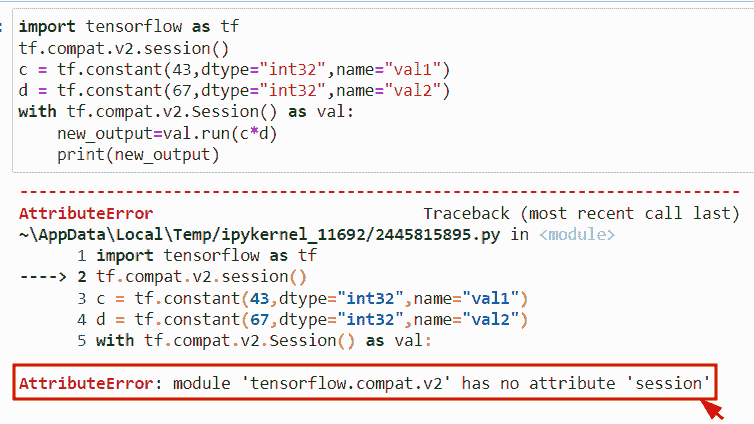 import tensorflow as tf
tf.compat.v2.session()
c = tf.constant(43,dtype="int32",name="val1")
d = tf.constant(67,dtype="int32",name="val2")
with tf.compat.v2.Session() as val:
    new_output=val.run(c*d)
    print(new_output)
---------------------------------------------------------------------------
AttributeError                            Traceback (most recent call last)
~\AppData\Local\Temp/ipykernel_11692/2445815895.py in <module>
      1 import tensorflow as tf
----> 2 tf.compat.v2.session()
      3 c = tf.constant(43,dtype="int32",name="val1")
      4 d = tf.constant(67,dtype="int32",name="val2")
      5 with tf.compat.v2.Session() as val:
AttributeError: module 'tensorflow.compat.v2' has no attribute 'session'